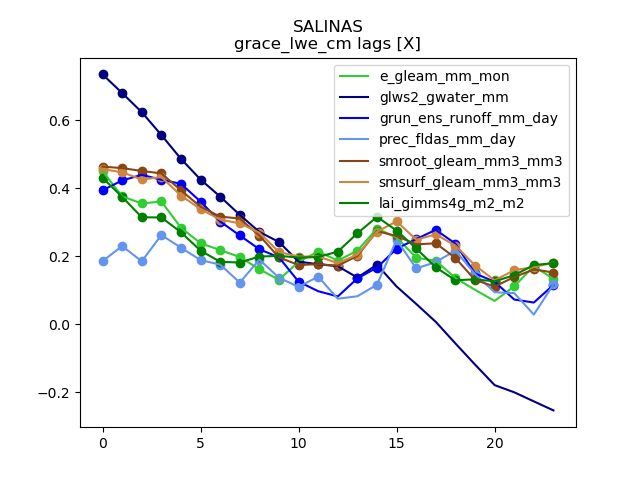 SALINAS
grace_lwe_cm lags [X]
e_gleam_mm_mon
glws2_gwater_mm
grun_ens_runoff_mm_day
prec_fldas_mm_day
smroot_gleam_mm3_mm3
smsurf_gleam_mm3_mm3
lai_gimms4g_m2_m2
0.6
0.4
0.2
0.0
−0.2
0 5 10 15 20